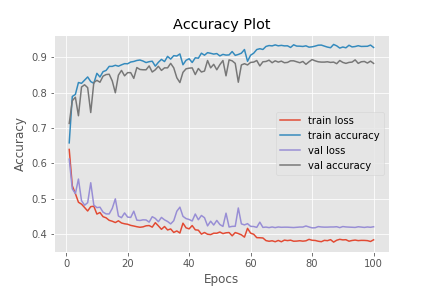 Accuracy Plot
Accuracy
0.9
0.8
0.7
0.6
0.5
0.4
train loss
train accuracy
val loss
val accuracy
0 20 40 60 80 100
Epocs